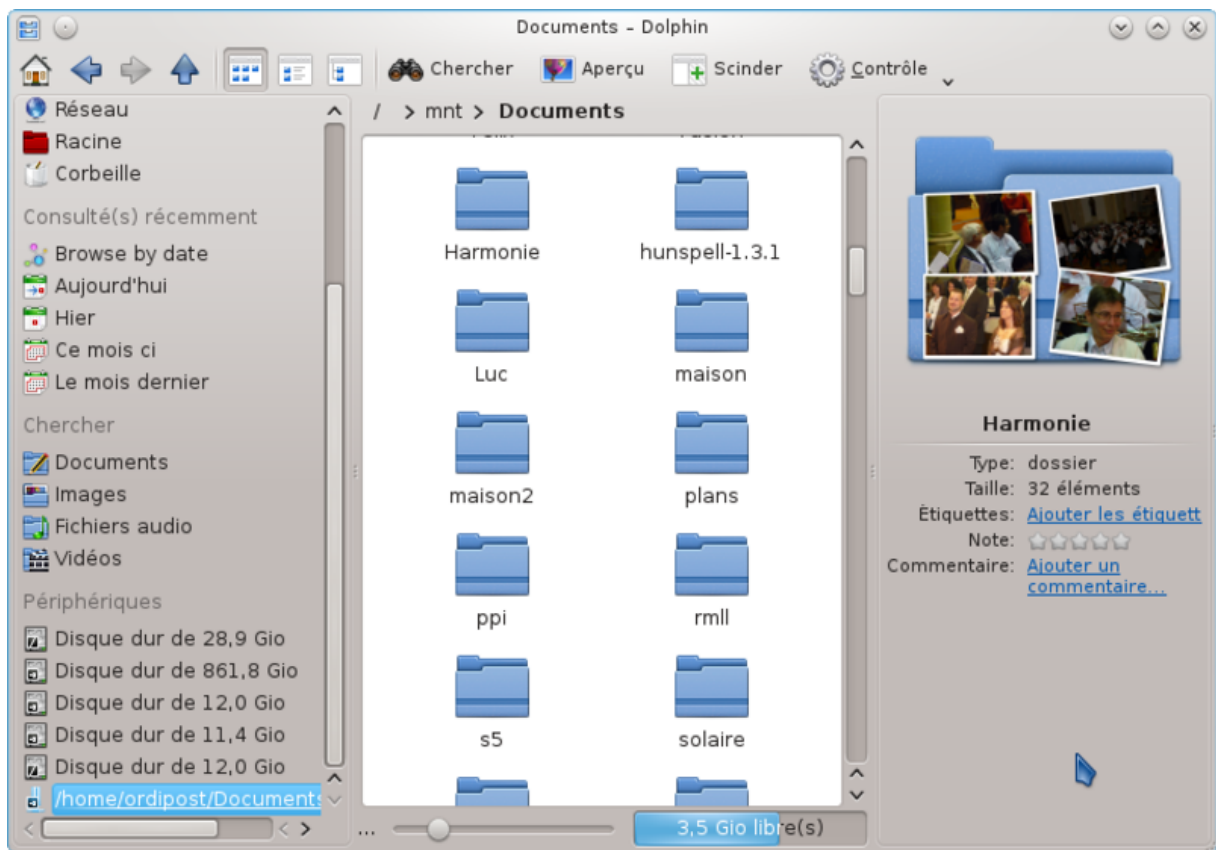 Documents - Dolphin
Chercher Aperçu Scinder Contrôle
Réseau
Racine
Corbeille
Consulté(s) récemment
Browse by date
Aujourd'hui
Hier
Ce mois ci
Le mois dernier
Chercher
Documents
Images
Fichiers audio
Vidéos
Périphériques
Disque dur de 28,9 Gio
Disque dur de 861,8 Gio
Disque dur de 12,0 Gio
Disque dur de 11,4 Gio
Disque dur de 12,0 Gio
/home/ordipost/Documents
/ > mnt > Documents
Harmonie hunspell-1.3.1
Luc maison
maison2 plans
ppi rmll
s5 solaire
... 3,5 Gio libre(s)
Harmonie
Type: dossier
Taille: 32 éléments
Étiquettes: Ajouter les étiquett
Note:
Commentaire: Ajouter un
commentaire...